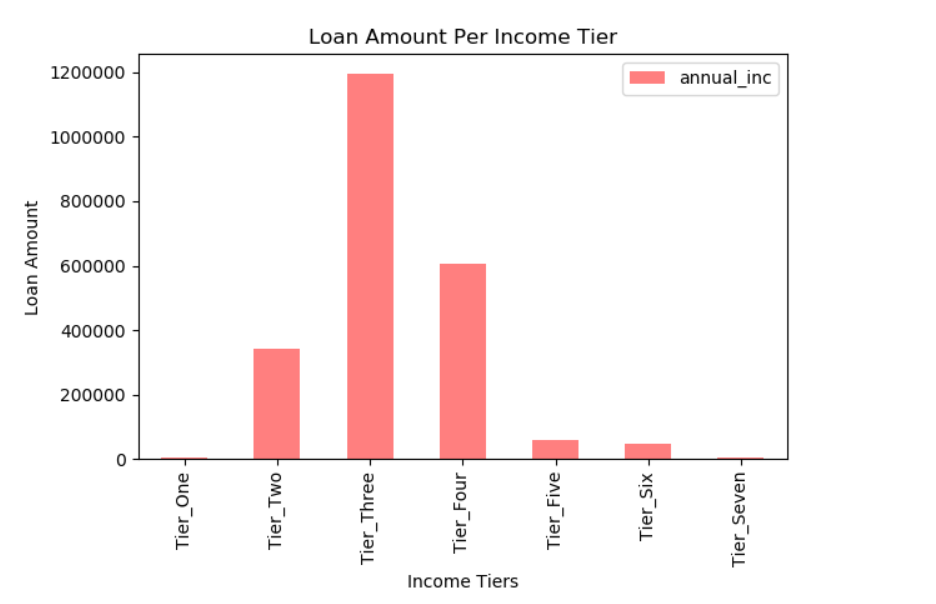 Loan Amount Per Income Tier
annual_inc
1200000
1000000
800000
600000
400000
200000
0
Loan Amount
Tier_One
Tier_Two
Tier_Three
Tier_Four
Tier_Five
Tier_Six
Tier_Seven
Income Tiers